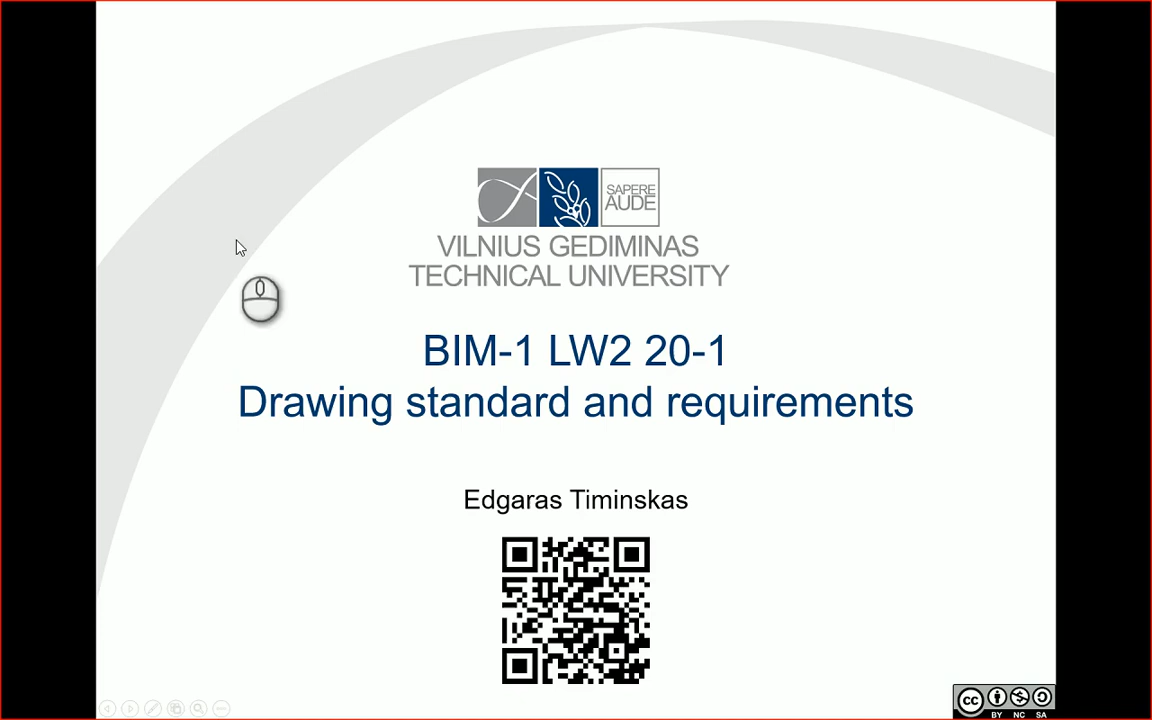 SAPERE
AUDE
VILNIUS GEDIMINAS
TECHNICAL UNIVERSITY
BIM-1 LW2 20-1
Drawing standard and requirements
Edgaras Timinskas
cc
BY NC SA